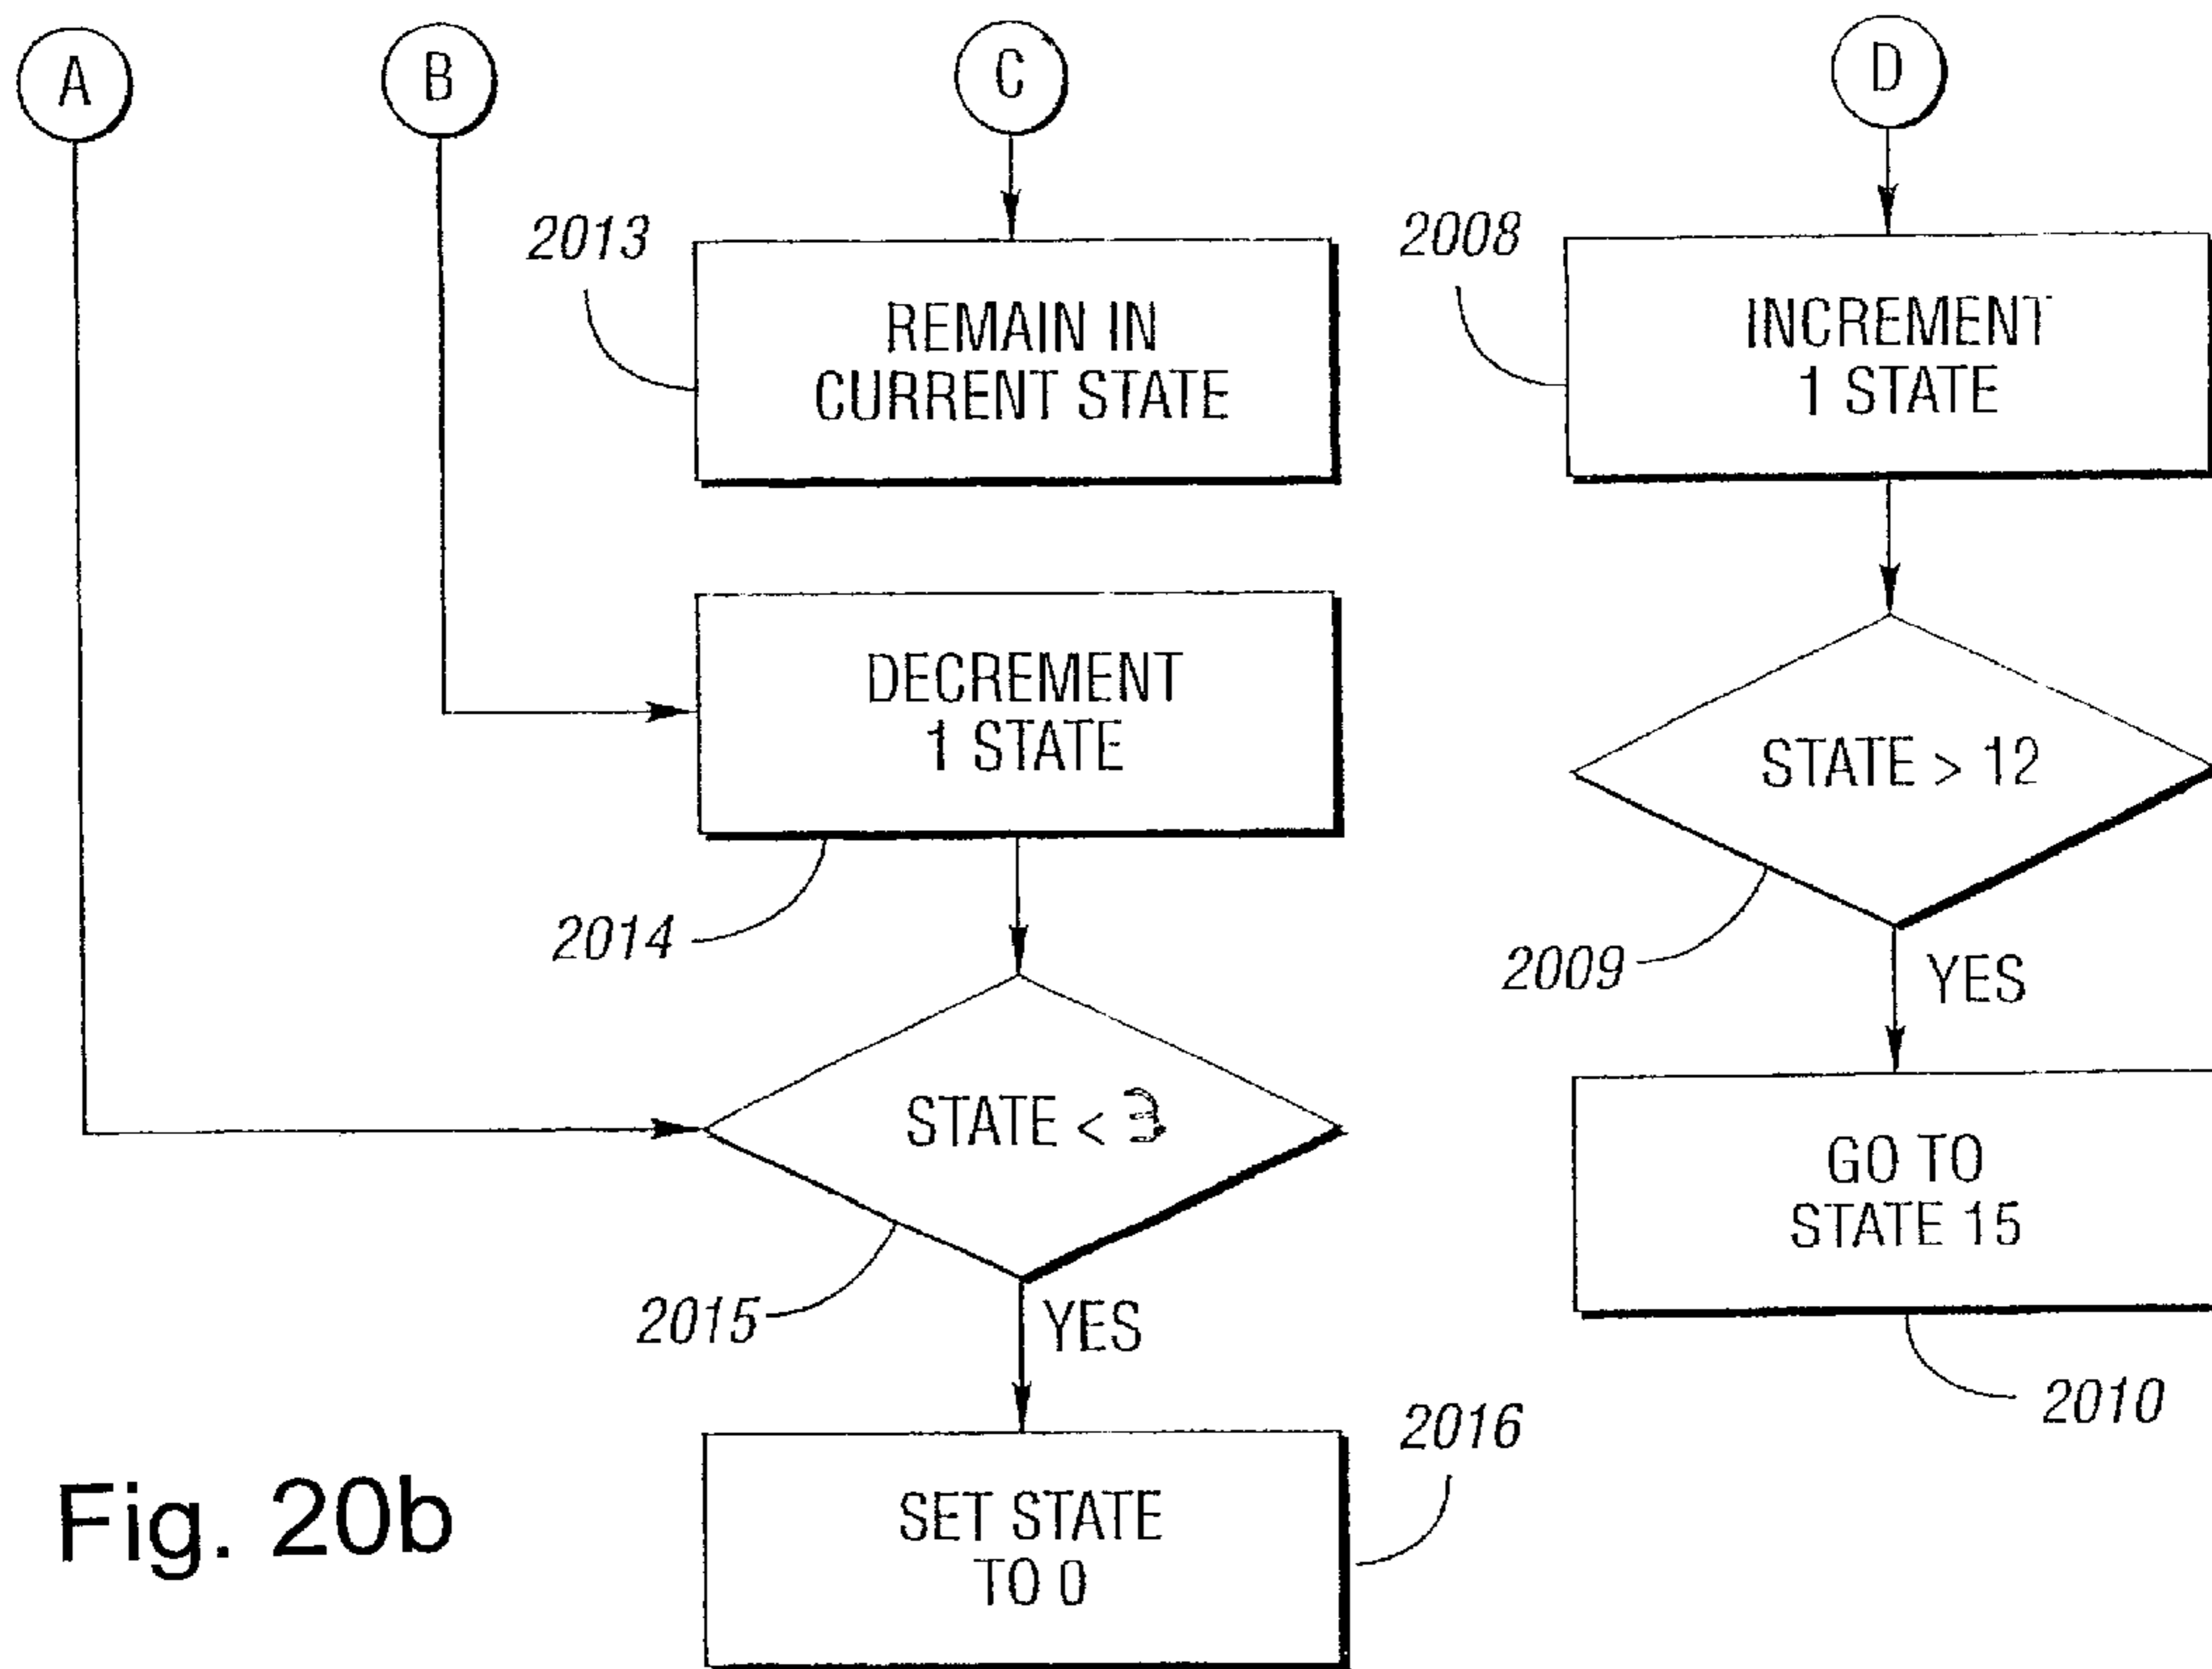 A
B
C
D
2013
REMAIN IN
CURRENT STATE
2008
INCREMENT
1 STATE
DECREMENT
1 STATE
2014
STATE > 12
2009
YES
STATE < 3
2015
YES
GO TO
STATE 15
2010
SET STATE
TO 0
2016
Fig. 20b